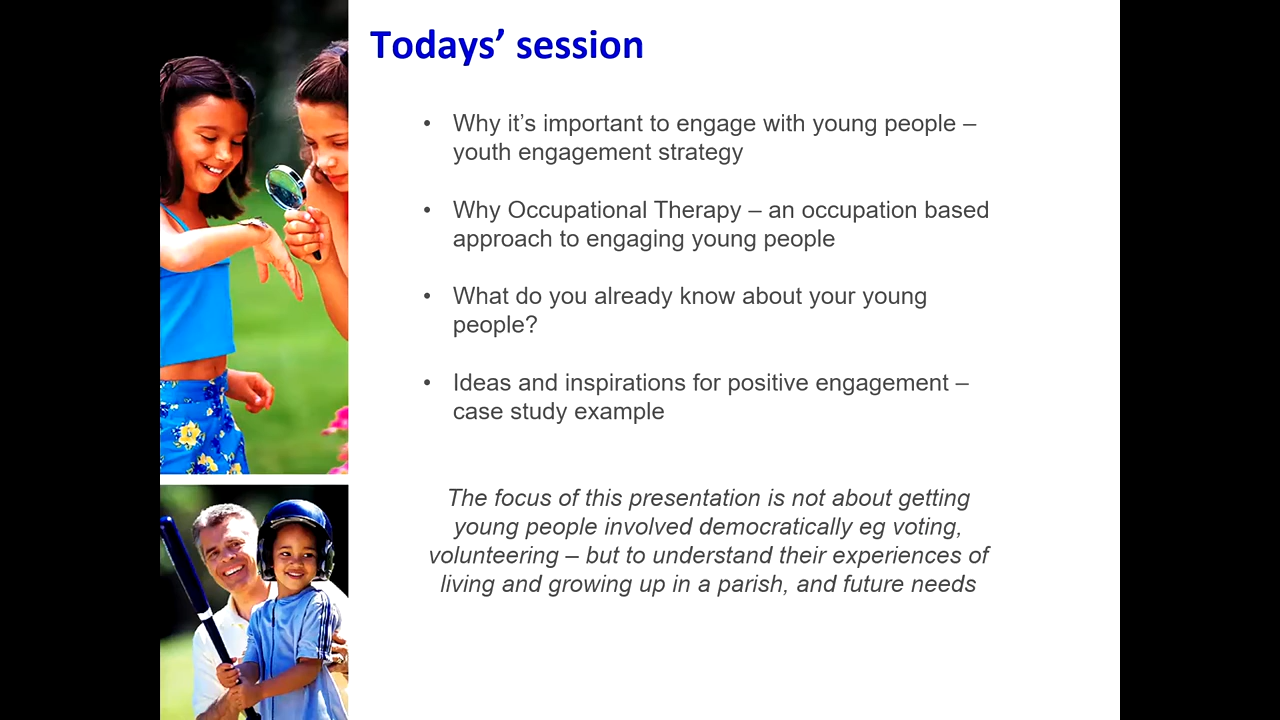 Todays’ session
• Why it’s important to engage with young people –
youth engagement strategy
• Why Occupational Therapy – an occupation based
approach to engaging young people
• What do you already know about your young
people?
• Ideas and inspirations for positive engagement –
case study example
The focus of this presentation is not about getting
young people involved democratically eg voting,
volunteering – but to understand their experiences of
living and growing up in a parish, and future needs